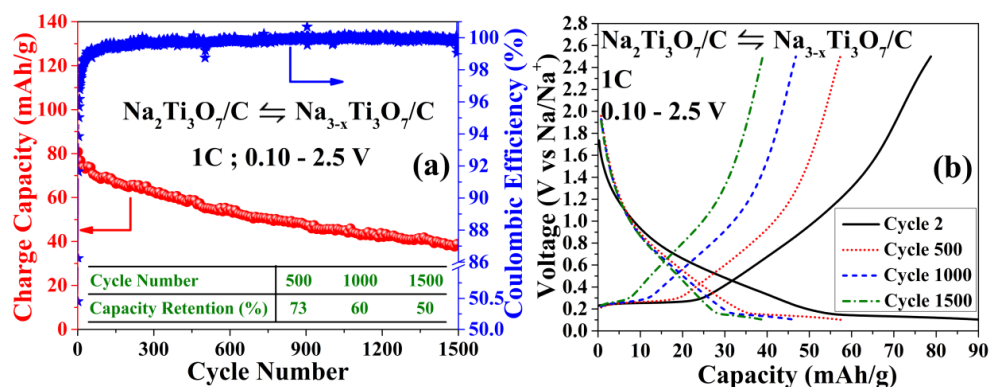 Na₂Ti₃O₇/C ⇋ Na₃₋ₓTi₃O₇/C
1C ; 0.10 - 2.5 V
(a)
Charge Capacity (mAh/g)
140
120
100
80
60
40
20
0
Coulombic Efficiency (%)
100
98
96
94
92
90
88
86
50.5
50.0
Cycle Number 500 1000 1500
Capacity Retention (%) 73 60 50
0 300 600 900 1200 1500
Cycle Number
Na₂Ti₃O₇/C ⇋ Na₃₋ₓTi₃O₇/C
1C
0.10 - 2.5 V
(b)
Voltage (V vs Na/Na⁺)
2.8
2.6
2.4
2.2
2.0
1.8
1.6
1.4
1.2
1.0
0.8
0.6
0.4
0.2
0.0
Cycle 2
Cycle 500
Cycle 1000
Cycle 1500
0 10 20 30 40 50 60 70 80 90
Capacity (mAh/g)